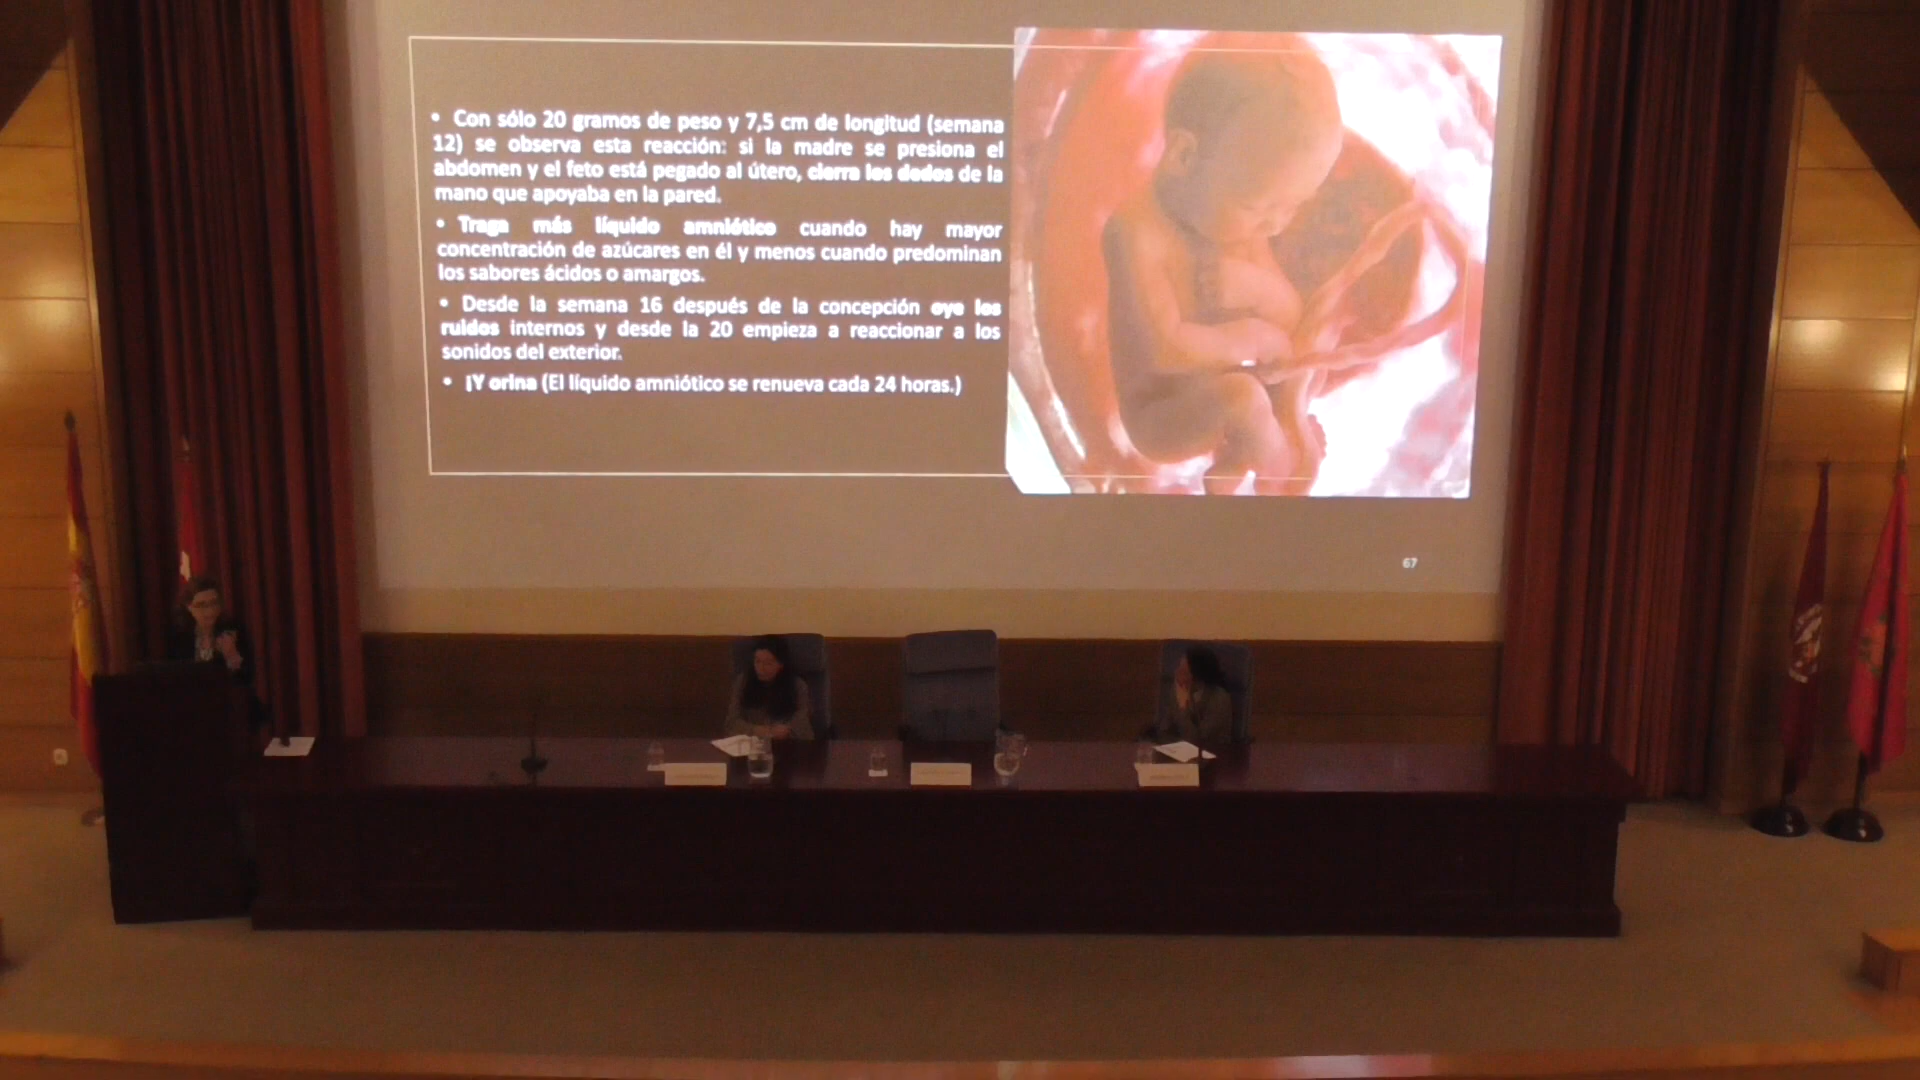 • Con sólo 20 gramos de peso y 7,5 cm de longitud (semana
12) se observa esta reacción: si la madre se presiona el
abdomen y el feto está pegado al útero, cierra los dedos de la
mano que apoyaba en la pared.
• Traga más líquido amniótico cuando hay mayor
concentración de azúcares en él y menos cuando predominan
los sabores ácidos o amargos.
• Desde la semana 16 después de la concepción oye los
ruidos internos y desde la 20 empieza a reaccionar a los
sonidos del exterior.
• ¡Y orina (El líquido amniótico se renueva cada 24 horas.)
67